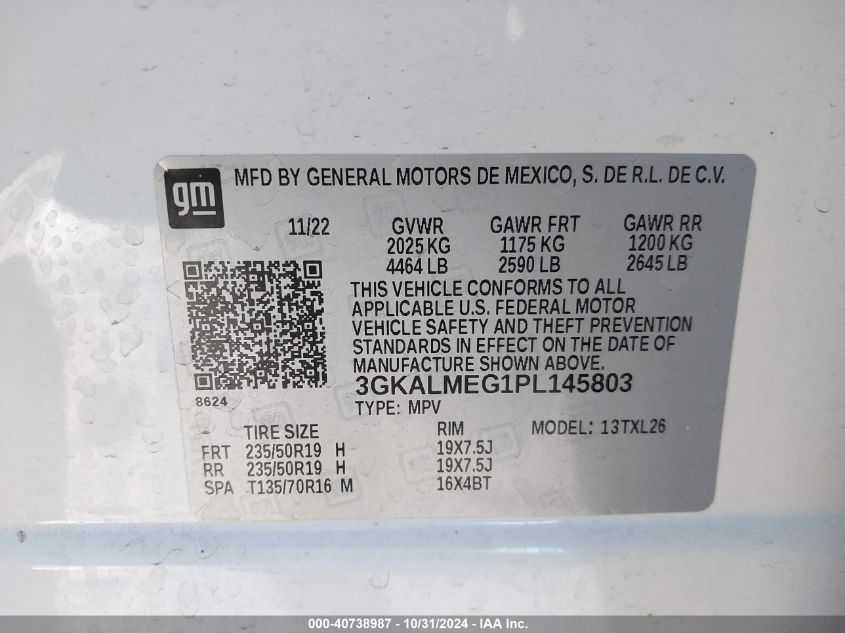 gm MFD BY GENERAL MOTORS DE MEXICO, S. DE R.L. DE C.V.
11/22 GVWR GAWR FRT GAWR RR
2025 KG 1175 KG 1200 KG
4464 LB 2590 LB 2645 LB
THIS VEHICLE CONFORMS TO ALL
APPLICABLE U.S. FEDERAL MOTOR
VEHICLE SAFETY AND THEFT PREVENTION
STANDARDS IN EFFECT ON THE DATE OF
MANUFACTURE SHOWN ABOVE.
3GKALMEG1PL145803
8624
TYPE: MPV
TIRE SIZE RIM MODEL: 13TXL26
FRT 235/50R19 H 19X7.5J
RR 235/50R19 H 19X7.5J
SPA T135/70R16 M 16X4BT
000-40738987 - 10/31/2024 - IAA Inc.